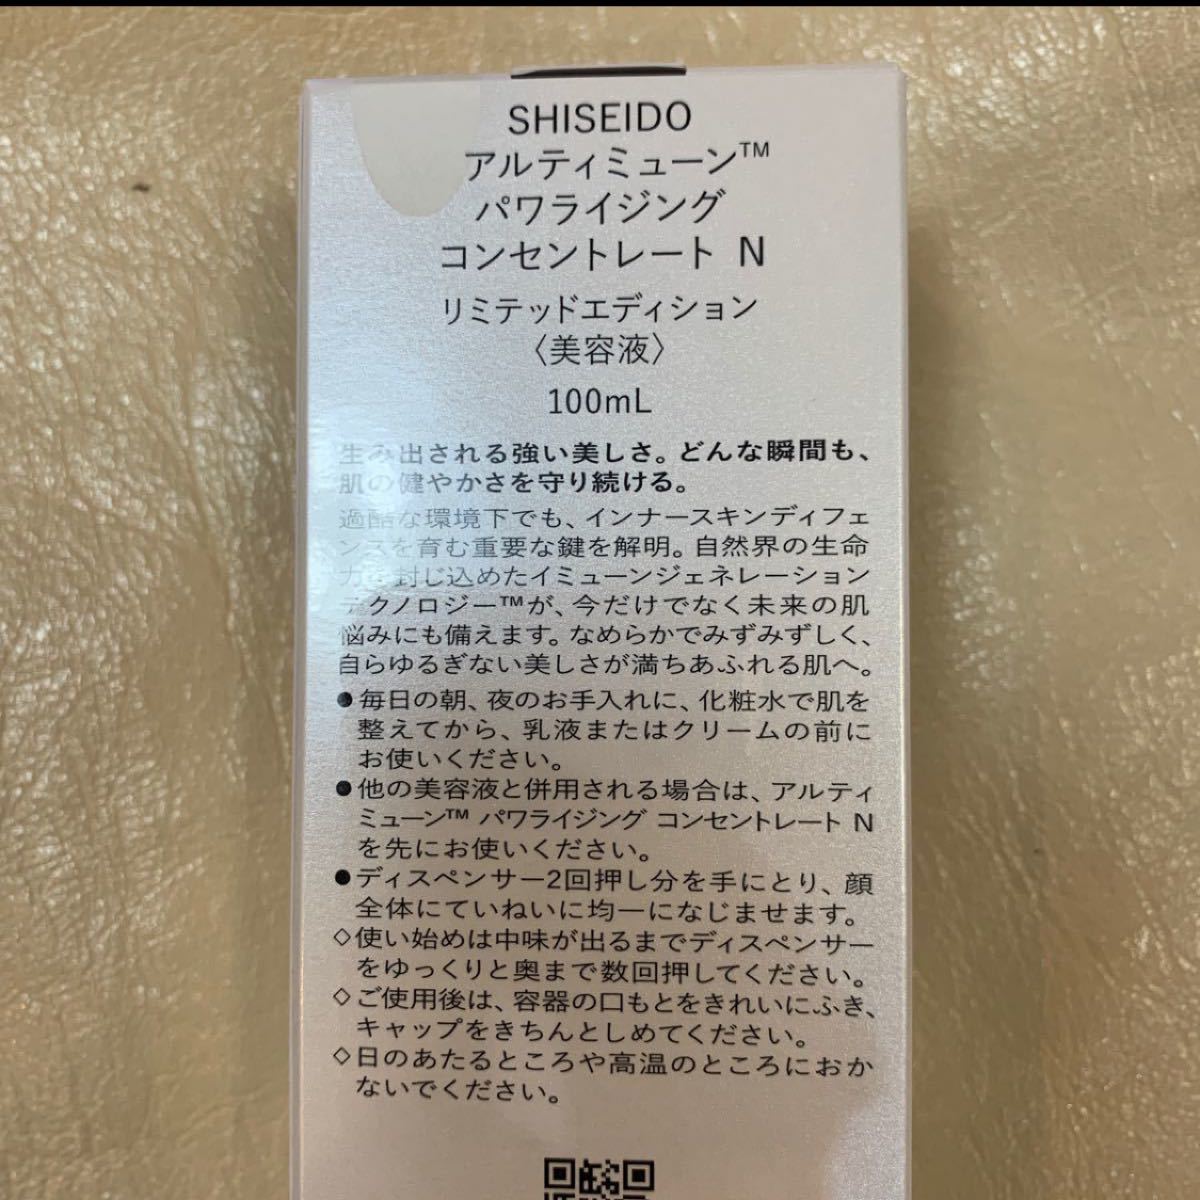 SHISEIDO
アルティミューン™
パワライジング
コンセントレート N
リミテッドエディション
〈美容液〉
100mL
生み出される強い美しさ。どんな瞬間も、
肌の健やかさを守り続ける。
過酷な環境下でも、インナースキンディフェ
ンスを育む重要な鍵を解明。自然界の生命
力を封じ込めたイミューンジェネレーション
テクノロジー™が、今だけでなく未来の肌
悩みにも備えます。なめらかでみずみずしく、
自らゆるぎない美しさが満ちあふれる肌へ。
●毎日の朝、夜のお手入れに、化粧水で肌を
整えてから、乳液またはクリームの前に
お使いください。
●他の美容液と併用される場合は、アルティ
ミューン™ パワライジング コンセントレート N
を先にお使いください。
●ディスペンサー2回押し分を手にとり、顔
全体にていねいに均一になじませます。
◇使い始めは中味が出るまでディスペンサー
をゆっくりと奥まで数回押してください。
◇ご使用後は、容器の口もとをきれいにふき、
キャップをきちんとしめてください。
◇日のあたるところや高温のところにおか
ないでください。